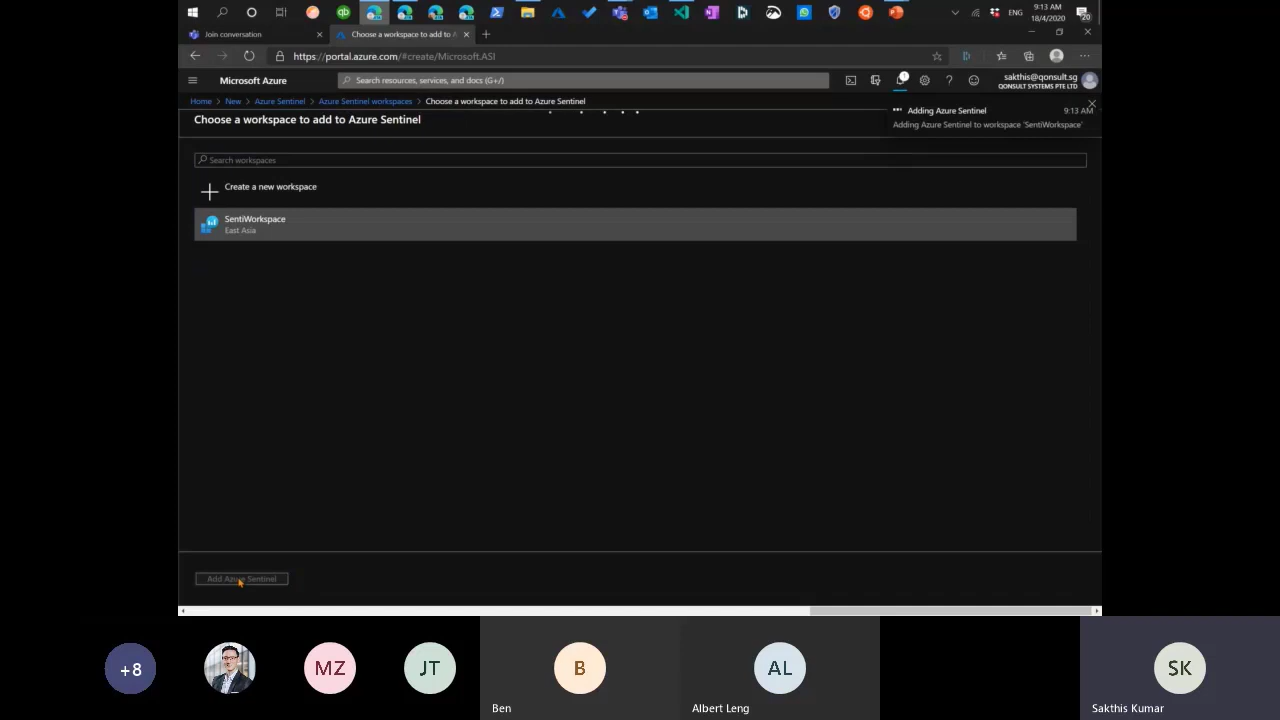 ENG
9:13 AM
18/4/2020
20
Join conversation
Choose a workspace to add to A
https://portal.azure.com/#create/Microsoft.ASI
Microsoft Azure
Search resources, services, and docs (G+/)
1
sakthis@qonsult.sg
QONSULT SYSTEMS PTE LTD
Home > New > Azure Sentinel > Azure Sentinel workspaces > Choose a workspace to add to Azure Sentinel
Choose a workspace to add to Azure Sentinel
Adding Azure Sentinel
9:13 AM
Adding Azure Sentinel to workspace 'SentiWorkspace'
Search workspaces
Create a new workspace
SentiWorkspace
East Asia
Add Azure Sentinel
+8
MZ
JT
B
AL
SK
Ben
Albert Leng
Sakthis Kumar